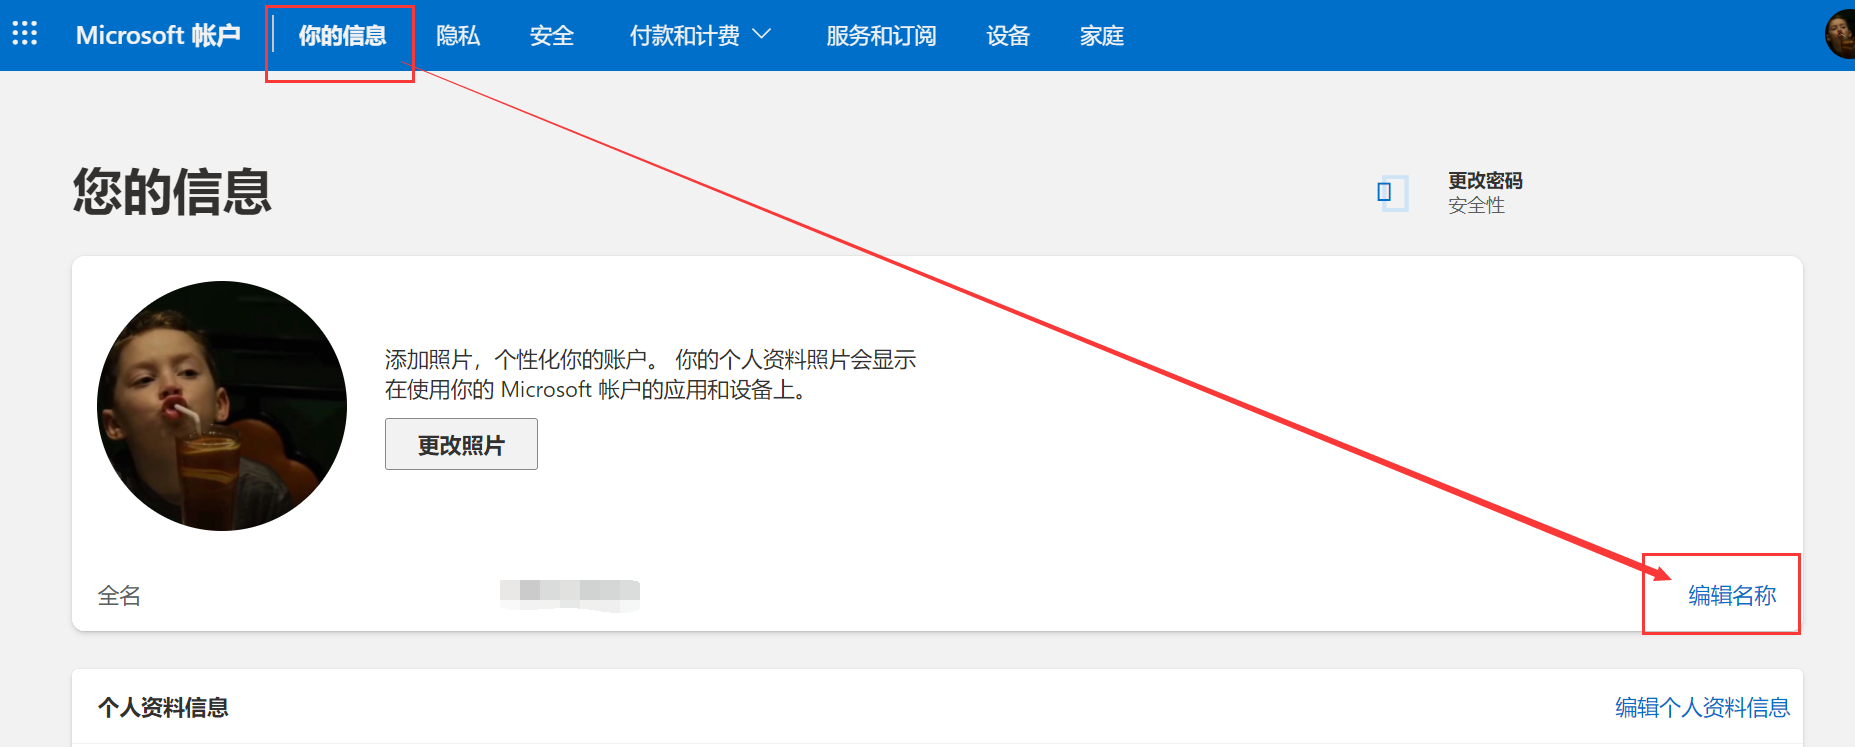 Microsoft 帐户
你的信息
隐私
安全
付款和计费
服务和订阅
设备
家庭
您的信息
更改密码
安全性
添加照片，个性化你的账户。 你的个人资料照片会显示
在使用你的 Microsoft 帐户的应用和设备上。
更改照片
全名
编辑名称
个人资料信息
编辑个人资料信息